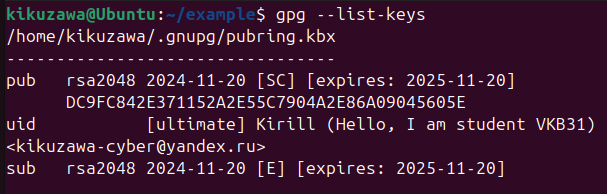 kikuzawa@Ubuntu:~/example$ gpg --list-keys
/home/kikuzawa/.gnupg/pubring.kbx
---------------------------------
pub   rsa2048 2024-11-20 [SC] [expires: 2025-11-20]
      DC9FC842E371152A2E55C7904A2E86A09045605E
uid           [ultimate] Kirill (Hello, I am student VKB31)
<kikuzawa-cyber@yandex.ru>
sub   rsa2048 2024-11-20 [E] [expires: 2025-11-20]